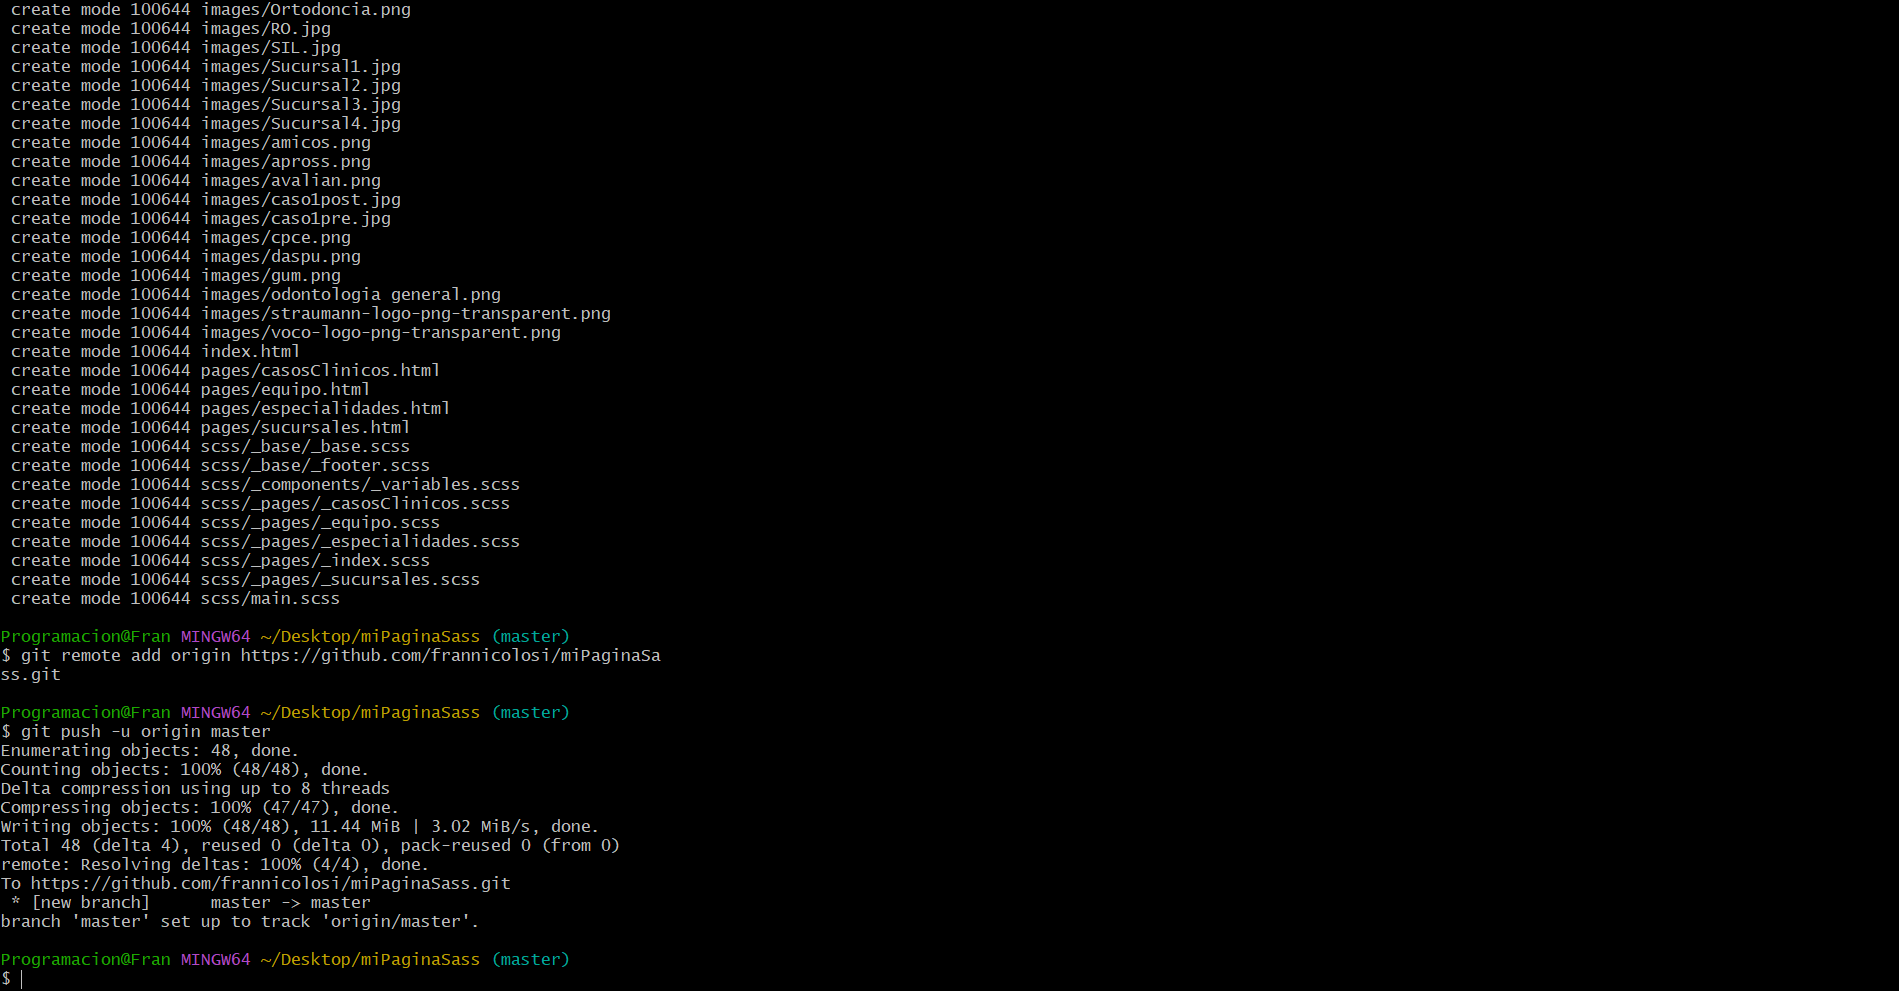 create mode 100644 images/Ortodoncia.png
create mode 100644 images/RO.jpg
create mode 100644 images/SIL.jpg
create mode 100644 images/Sucursal1.jpg
create mode 100644 images/Sucursal2.jpg
create mode 100644 images/Sucursal3.jpg
create mode 100644 images/Sucursal4.jpg
create mode 100644 images/amicos.png
create mode 100644 images/apross.png
create mode 100644 images/avalian.png
create mode 100644 images/caso1post.jpg
create mode 100644 images/caso1pre.jpg
create mode 100644 images/cpce.png
create mode 100644 images/daspu.png
create mode 100644 images/gum.png
create mode 100644 images/odontologia general.png
create mode 100644 images/straumann-logo-png-transparent.png
create mode 100644 images/voco-logo-png-transparent.png
create mode 100644 index.html
create mode 100644 pages/casosClinicos.html
create mode 100644 pages/equipo.html
create mode 100644 pages/especialidades.html
create mode 100644 pages/sucursales.html
create mode 100644 scss/_base/_base.scss
create mode 100644 scss/_base/_footer.scss
create mode 100644 scss/_components/_variables.scss
create mode 100644 scss/_pages/_casosClinicos.scss
create mode 100644 scss/_pages/_equipo.scss
create mode 100644 scss/_pages/_especialidades.scss
create mode 100644 scss/_pages/_index.scss
create mode 100644 scss/_pages/_sucursales.scss
create mode 100644 scss/main.scss
Programacion@Fran MINGW64 ~/Desktop/miPaginaSass (master)
$ git remote add origin https://github.com/frannicolosi/miPaginaSa
ss.git
Programacion@Fran MINGW64 ~/Desktop/miPaginaSass (master)
$ git push -u origin master
Enumerating objects: 48, done.
Counting objects: 100% (48/48), done.
Delta compression using up to 8 threads
Compressing objects: 100% (47/47), done.
Writing objects: 100% (48/48), 11.44 MiB | 3.02 MiB/s, done.
Total 48 (delta 4), reused 0 (delta 0), pack-reused 0 (from 0)
remote: Resolving deltas: 100% (4/4), done.
To https://github.com/frannicolosi/miPaginaSass.git
* [new branch]      master -> master
branch 'master' set up to track 'origin/master'.
Programacion@Fran MINGW64 ~/Desktop/miPaginaSass (master)
$